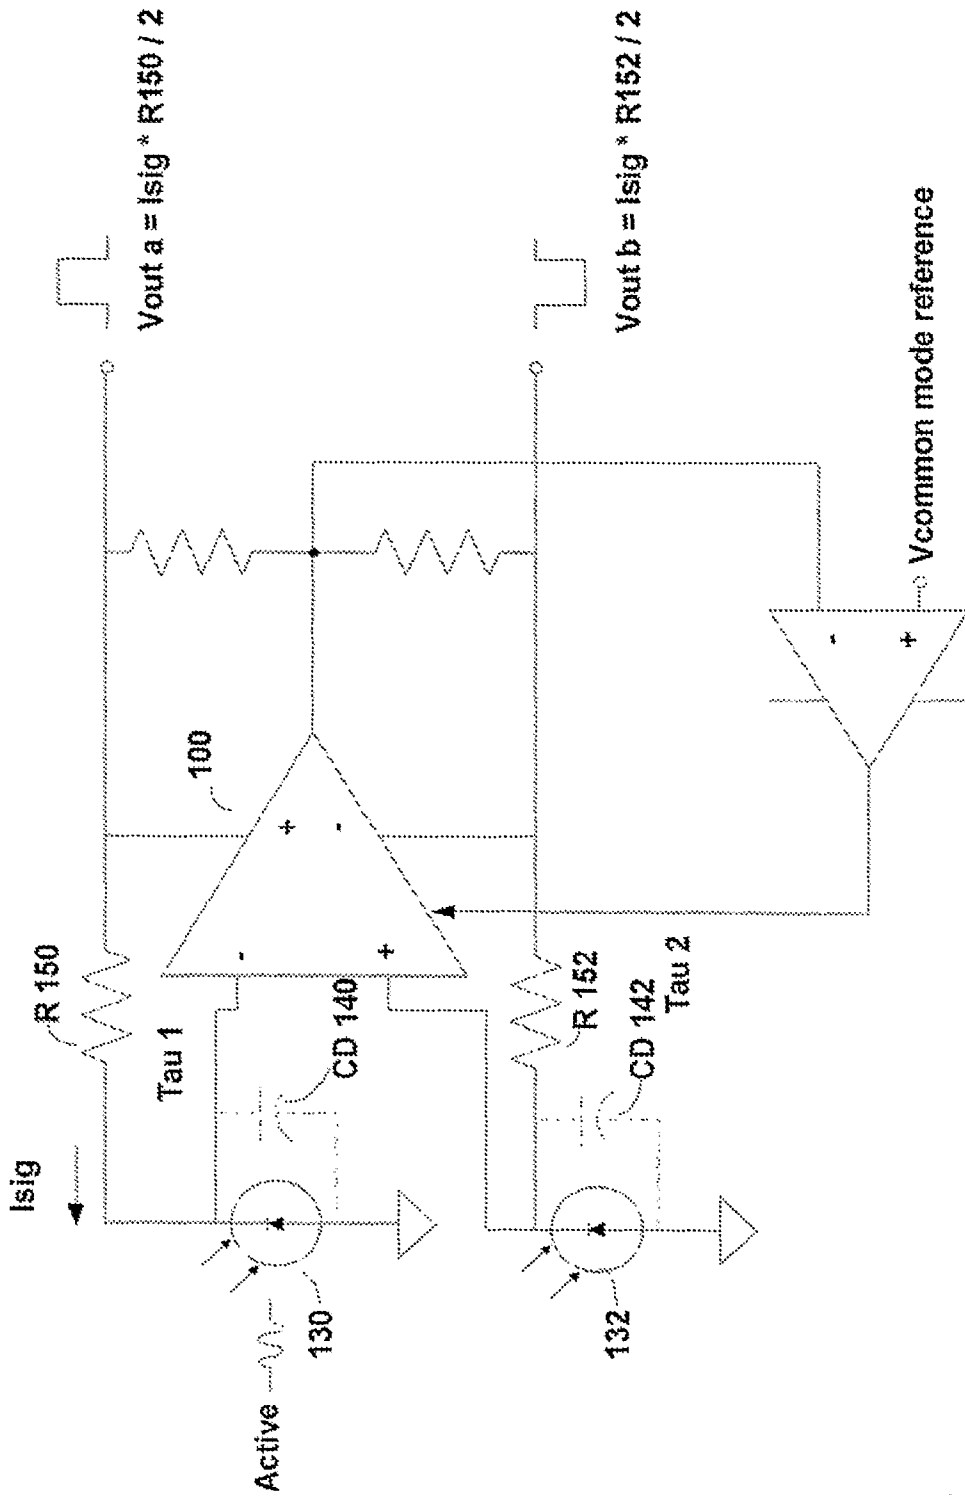 Isig
R 150
100
Vout a = Isig * R150 / 2
Tau 1
-
+
+
-
CD 140
Active
130
R 152
Vout b = Isig * R152 / 2
CD 142
Tau 2
132
-
+
Vcommon mode reference